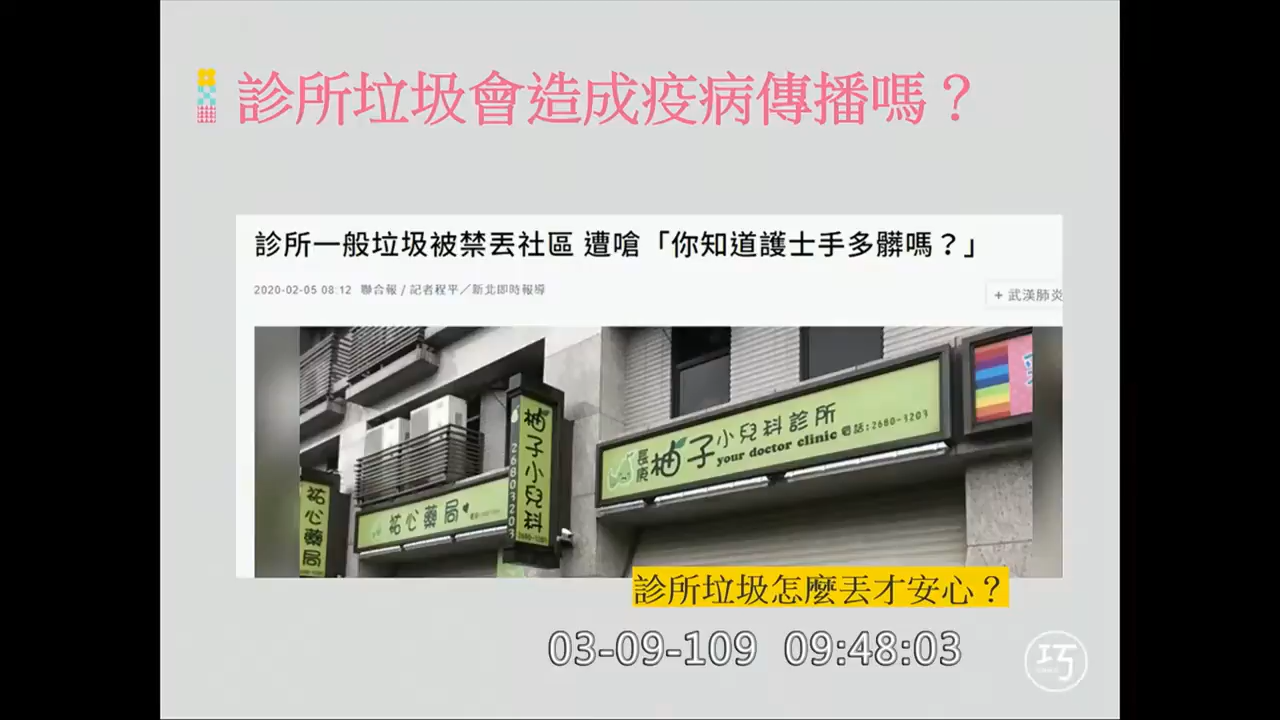 診所垃圾會造成疫病傳播嗎？
診所一般垃圾被禁丟社區 遭嗆「你知道護士手多髒嗎？」
2020-02-05 08:12 聯合報 / 記者程平／新北即時報導
+ 武漢肺炎
祐心藥局
祐心藥局
柚子小兒科
26803203
2680-3203
長庚
柚子小兒科診所
your doctor clinic 電話:2680-3203
診所垃圾怎麼丟才安心？
03-09-109 09:48:03
巧